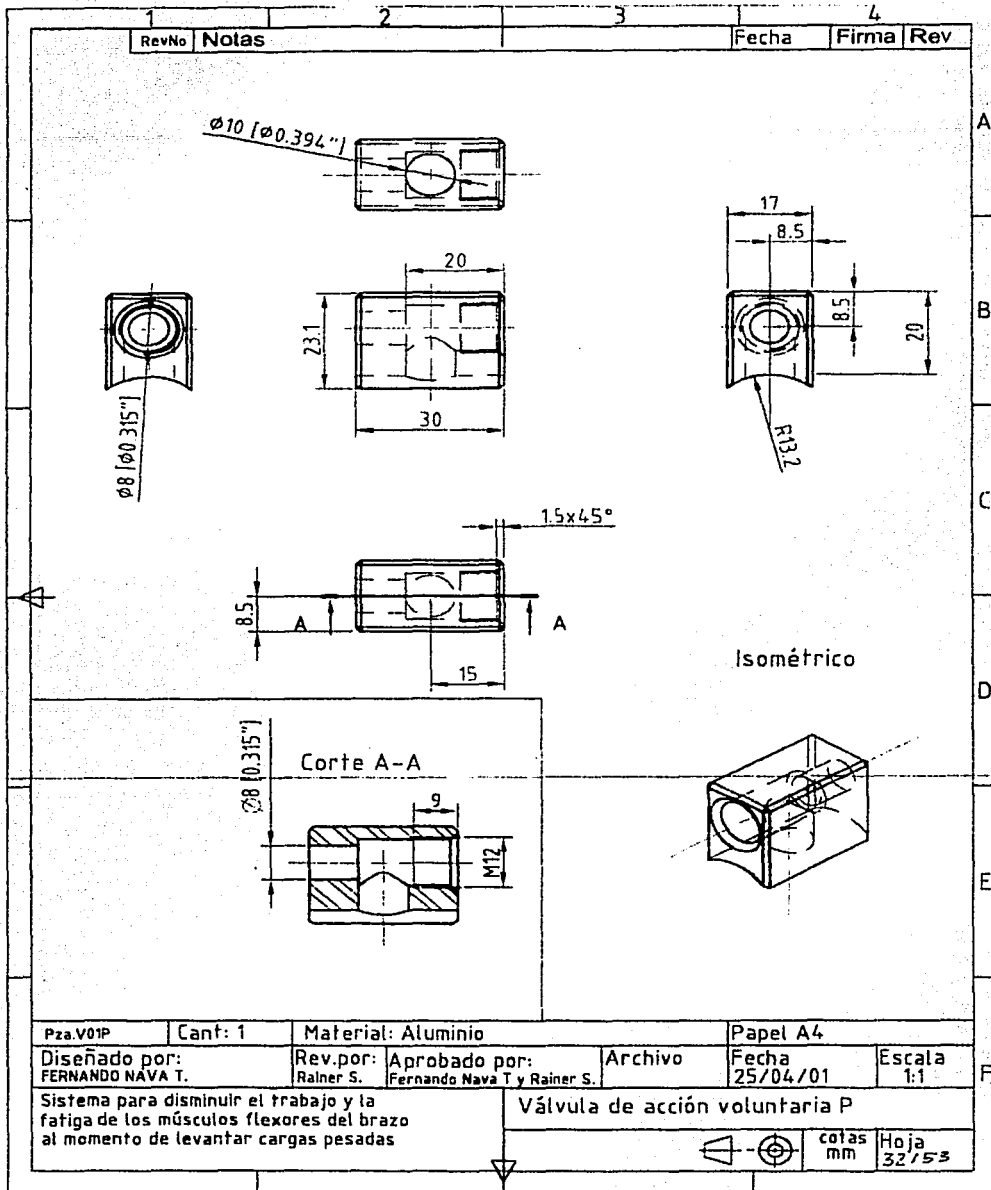 1 2 3 4
RevNo Notas Fecha Firma Rev
A
B
C
D
E
F
Ø10 [Ø0.394"]
17
8.5
20
23.1
30
8.5
20
R13.2
Ø8 [Ø0.315"]
1.5x45°
8.5
A A
15
Isométrico
Corte A-A
Ø8 [0.315"]
9
M12
Pza.V01P Cant: 1 Material: Aluminio Papel A4
Diseñado por: Rev.por: Aprobado por: Archivo Fecha Escala
FERNANDO NAVA T. Rainer S. Fernando Nava T y Rainer S. 25/04/01 1:1
Sistema para disminuir el trabajo y la
fatiga de los músculos flexores del brazo
al momento de levantar cargas pesadas
Válvula de acción voluntaria P
cotas Hoja
mm 32/53